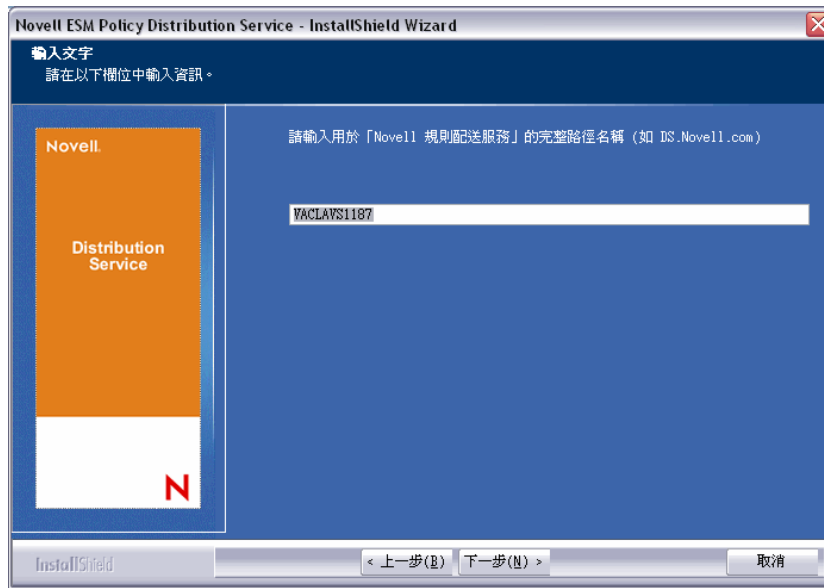 Novell ESM Policy Distribution Service - InstallShield Wizard
輸入文字
請在以下欄位中輸入資訊。
Novell.
Distribution
Service
N
請輸入用於「Novell 規則配送服務」的完整路徑名稱 (如 DS.Novell.com)
VACLAVS1187
InstallShield
< 上一步(B)
下一步(N) >
取消